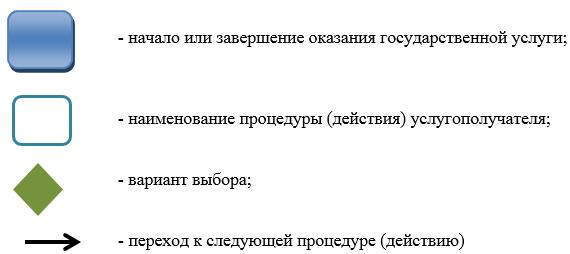 - начало или завершение оказания государственной услуги;
- наименование процедуры (действия) услугополучателя;
- вариант выбора;
- переход к следующей процедуре (действию)